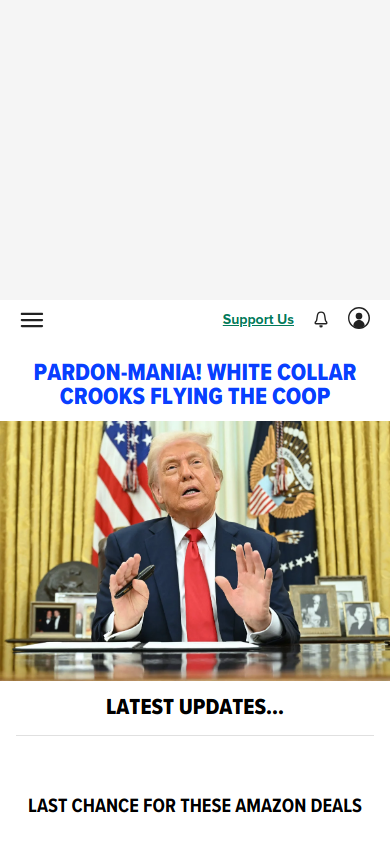 Support Us
PARDON-MANIA! WHITE COLLAR
CROOKS FLYING THE COOP
LATEST UPDATES...
LAST CHANCE FOR THESE AMAZON DEALS